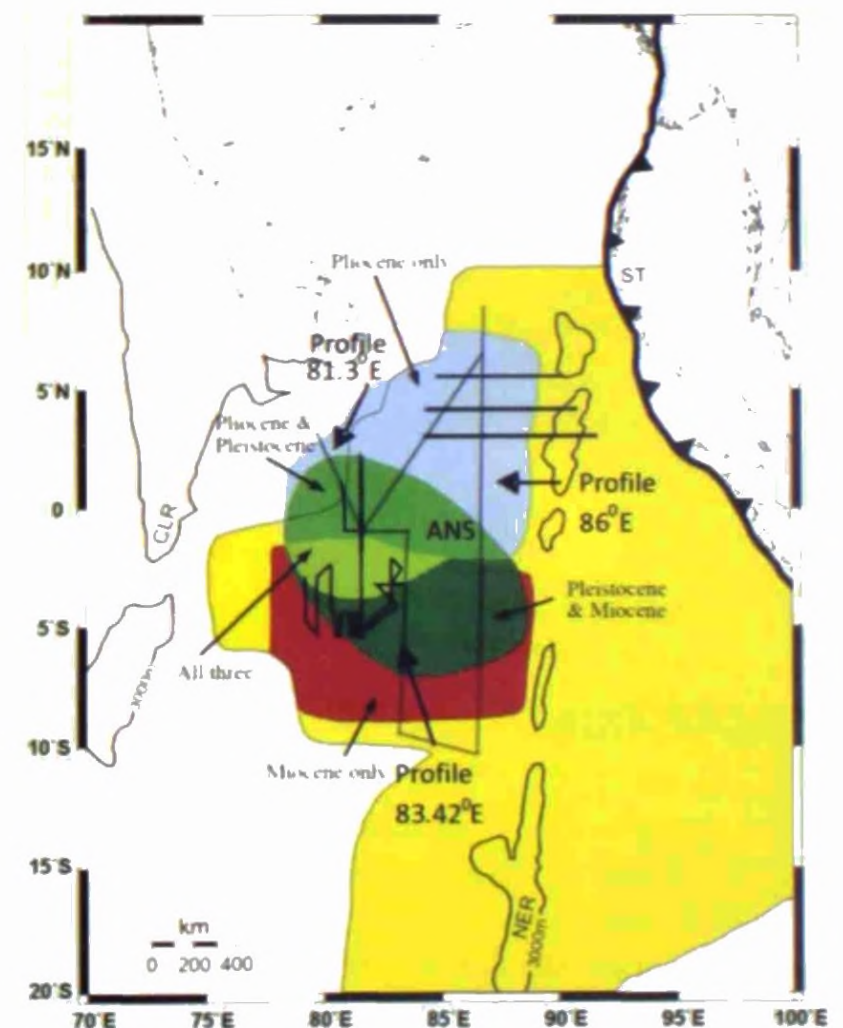 15°N
10°N
5°N
0
5°S
10°S
15°S
20°S
70°E
75°E
80°E
85°E
90°E
95°E
100°E
Pliocene only
ST
Profile
81.3°E
Pliocene &
Pleistocene
CLR
ANS
Profile
86°E
Pleistocene
& Miocene
All three
3000m
Miocene only
Profile
83.42°E
NER
3000m
km
0 200 400